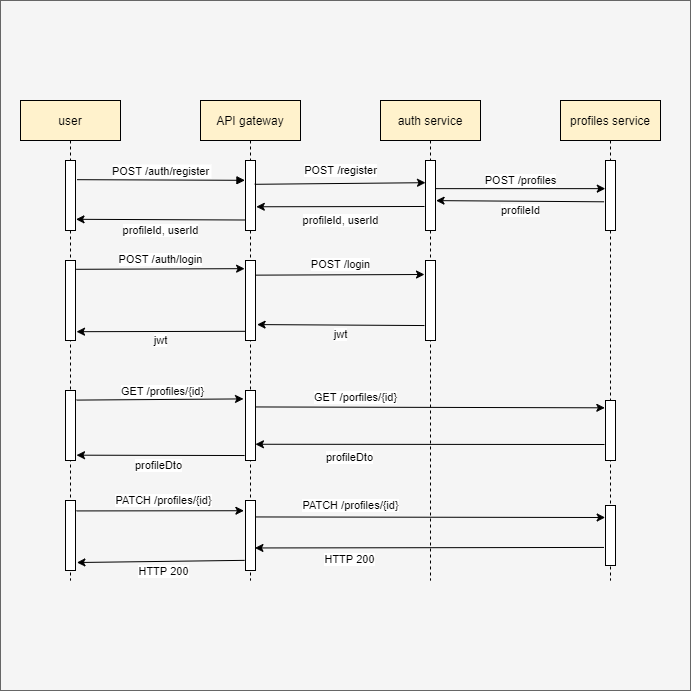 user
API gateway
auth service
profiles service
POST /auth/register
POST /register
POST /profiles
profileId
profileId, userId
profileId, userId
POST /auth/login
POST /login
jwt
jwt
GET /profiles/{id}
GET /porfiles/{id}
profileDto
profileDto
PATCH /profiles/{id}
PATCH /profiles/{id}
HTTP 200
HTTP 200